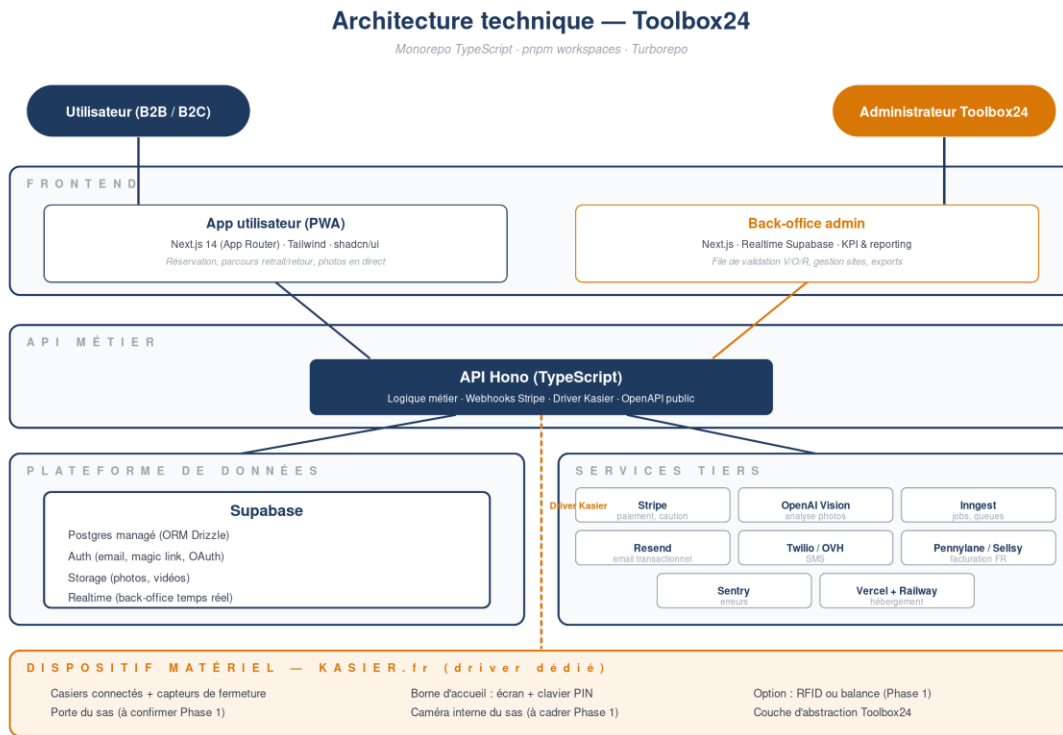 Architecture technique — Toolbox24
Monorepo TypeScript · pnpm workspaces · Turborepo
Utilisateur (B2B / B2C)
Administrateur Toolbox24
FRONTEND
App utilisateur (PWA)
Next.js 14 (App Router) · Tailwind · shadcn/ui
Réservation, parcours retrait/retour, photos en direct
Back-office admin
Next.js · Realtime Supabase · KPI & reporting
File de validation V/O/R, gestion sites, exports
API MÉTIER
API Hono (TypeScript)
Logique métier · Webhooks Stripe · Driver Kasier · OpenAPI public
PLATEFORME DE DONNÉES
Supabase
Postgres managé (ORM Drizzle)
Auth (email, magic link, OAuth)
Storage (photos, vidéos)
Realtime (back-office temps réel)
SERVICES TIERS
Driver Kasier
Stripe
paiement, caution
OpenAI Vision
analyse photos
Inngest
jobs, queues
Resend
email transactionnel
Twilio / OVH
SMS
Pennylane / Sellsy
facturation FR
Sentry
erreurs
Vercel + Railway
hébergement
DISPOSITIF MATÉRIEL — KASIER.fr (driver dédié)
Casiers connectés + capteurs de fermeture
Porte du sas (à confirmer Phase 1)
Borne d'accueil : écran + clavier PIN
Caméra interne du sas (à cadrer Phase 1)
Option : RFID ou balance (Phase 1)
Couche d'abstraction Toolbox24